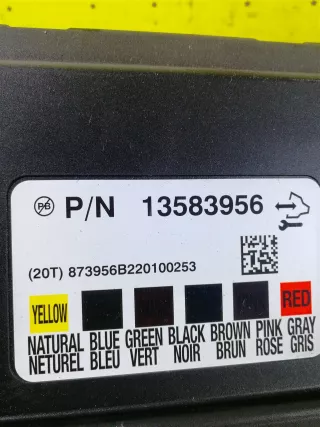 P/N 13583956
(20T) 873956B220100253
YELLOW RED
NATURAL BLUE GREEN BLACK BROWN PINK GRAY
NETUREL BLEU VERT NOIR BRUN ROSE GRIS